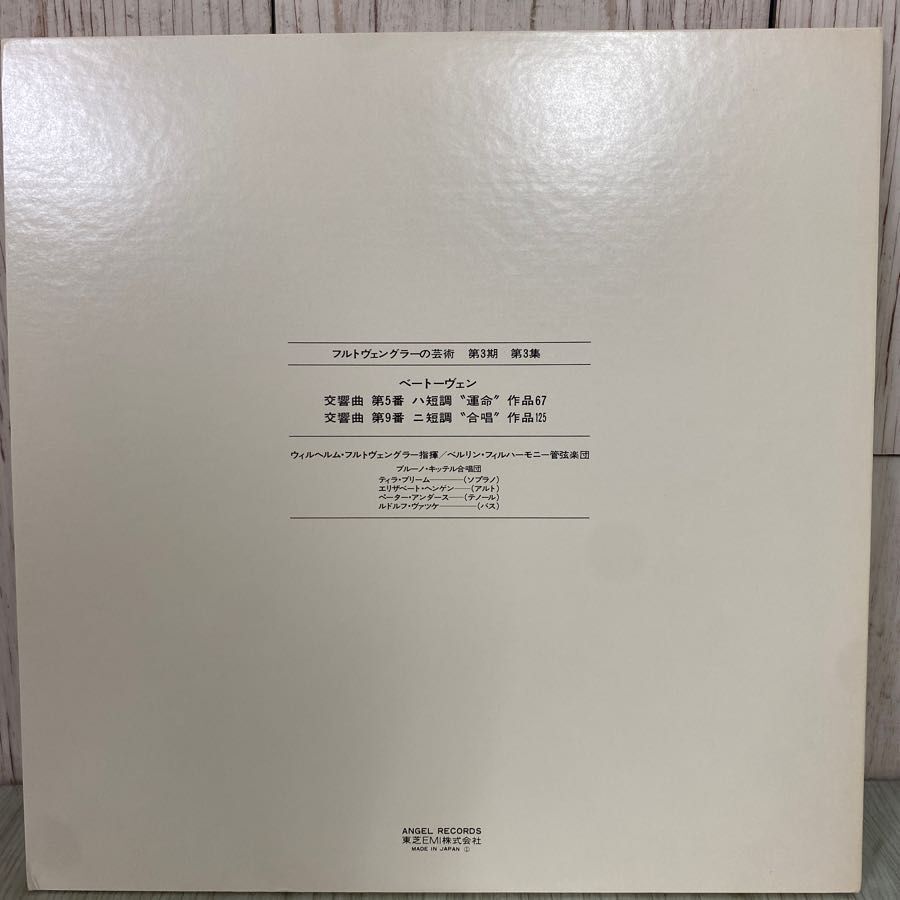 フルトヴェングラーの芸術 第3期 第3集
ベートーヴェン
交響曲 第5番 ハ短調〝運命〟作品67
交響曲 第9番 ニ短調〝合唱〟作品125
ウィルヘルム・フルトヴェングラー指揮／ベルリン・フィルハーモニー管弦楽団
ブルーノ・キッテル合唱団
ティラ・ブリーム――――(ソプラノ)
エリザベート・ヘンゲン――(アルト)
ペーター・アンダース――(テノール)
ルドルフ・ヴァツケ――――(バス)
ANGEL RECORDS
東芝EMI株式会社
MADE IN JAPAN